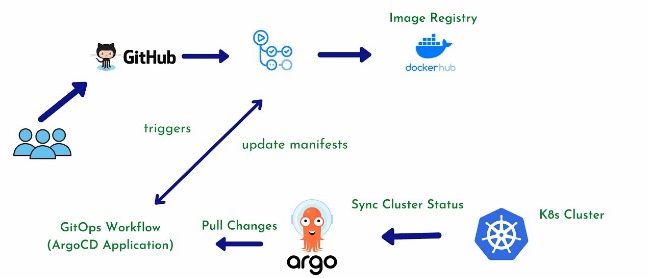 Image Registry
GitHub
dockerhub
triggers
update manifests
GitOps Workflow
(ArgoCD Application)
Pull Changes
argo
Sync Cluster Status
K8s Cluster